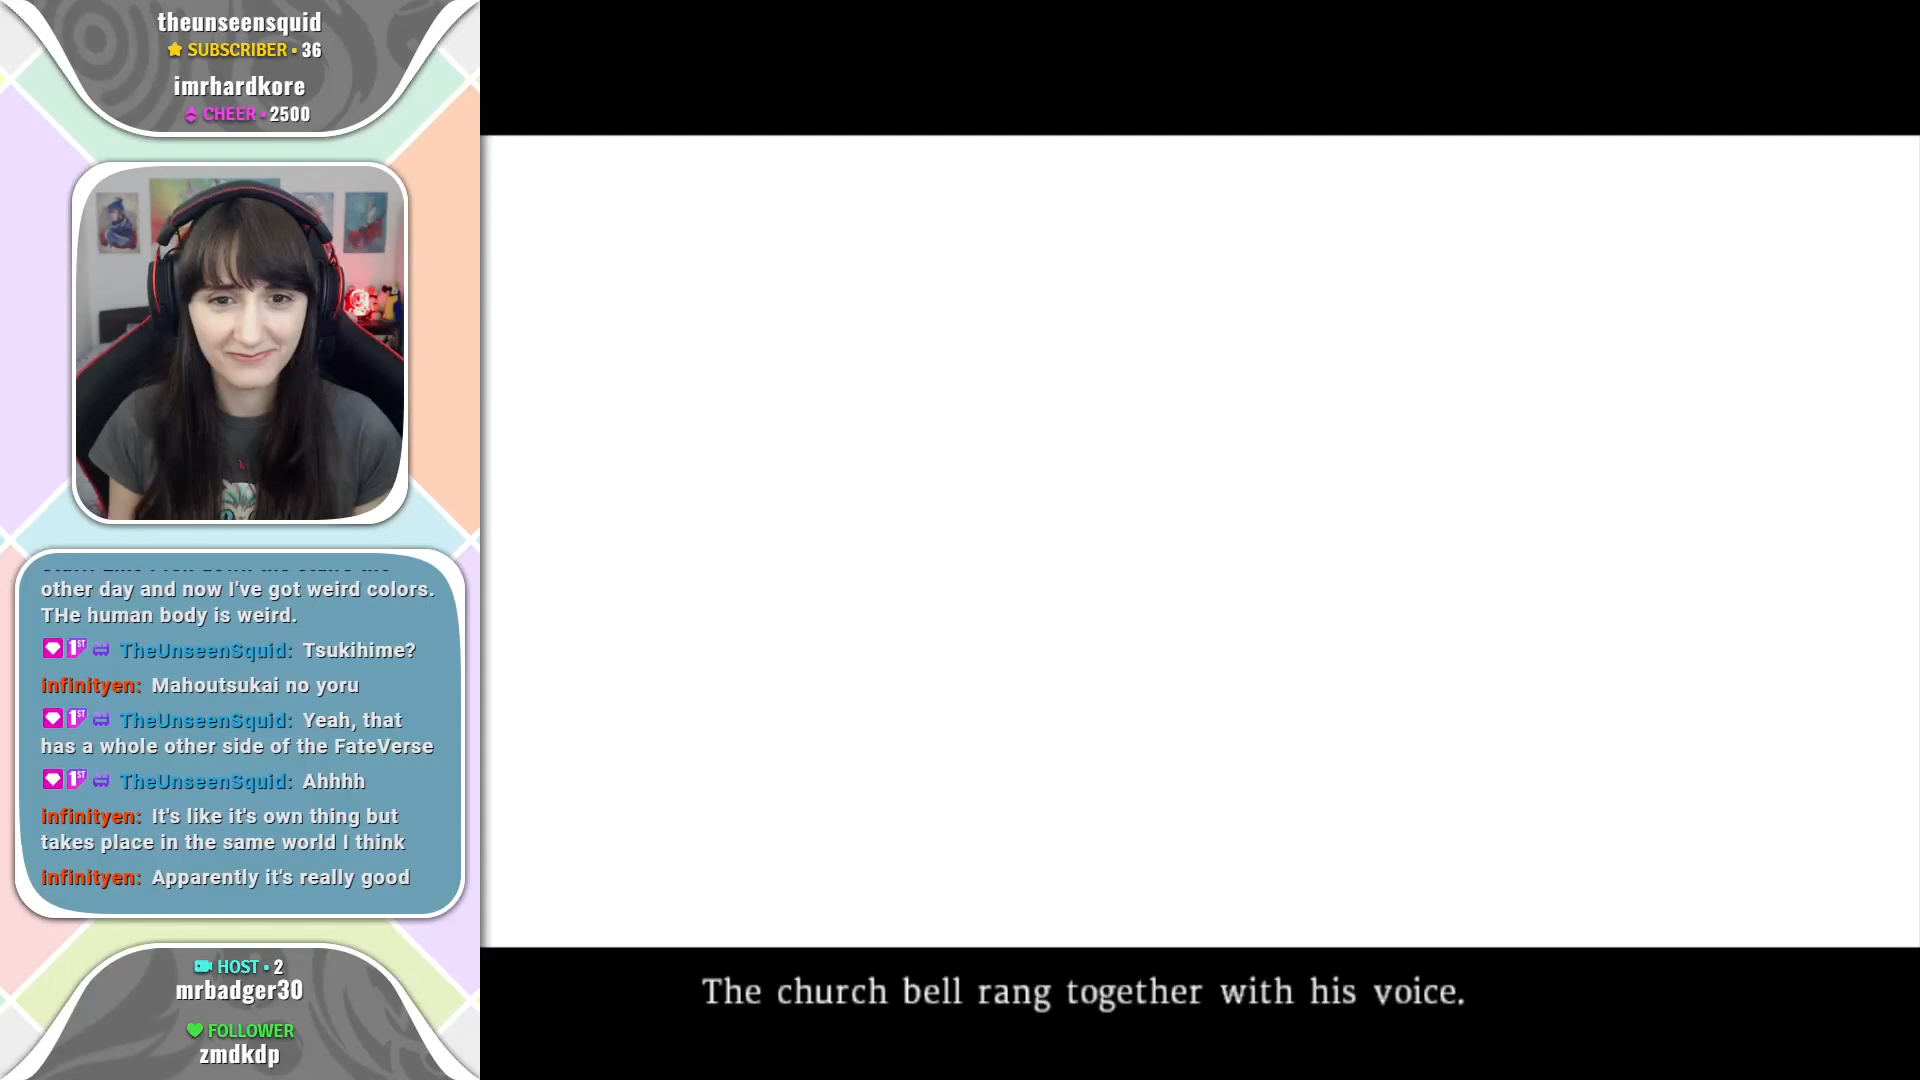 theunseensquid
SUBSCRIBER • 36
imrhardkore
CHEER • 2500
other day and now I've got weird colors.
THe human body is weird.
1ST TheUnseenSquid: Tsukihime?
infinityen: Mahoutsukai no yoru
1ST TheUnseenSquid: Yeah, that
has a whole other side of the FateVerse
1ST TheUnseenSquid: Ahhhh
infinityen: It's like it's own thing but
takes place in the same world I think
infinityen: Apparently it's really good
HOST • 2
mrbadger30
FOLLOWER
zmdkdp
The church bell rang together with his voice.